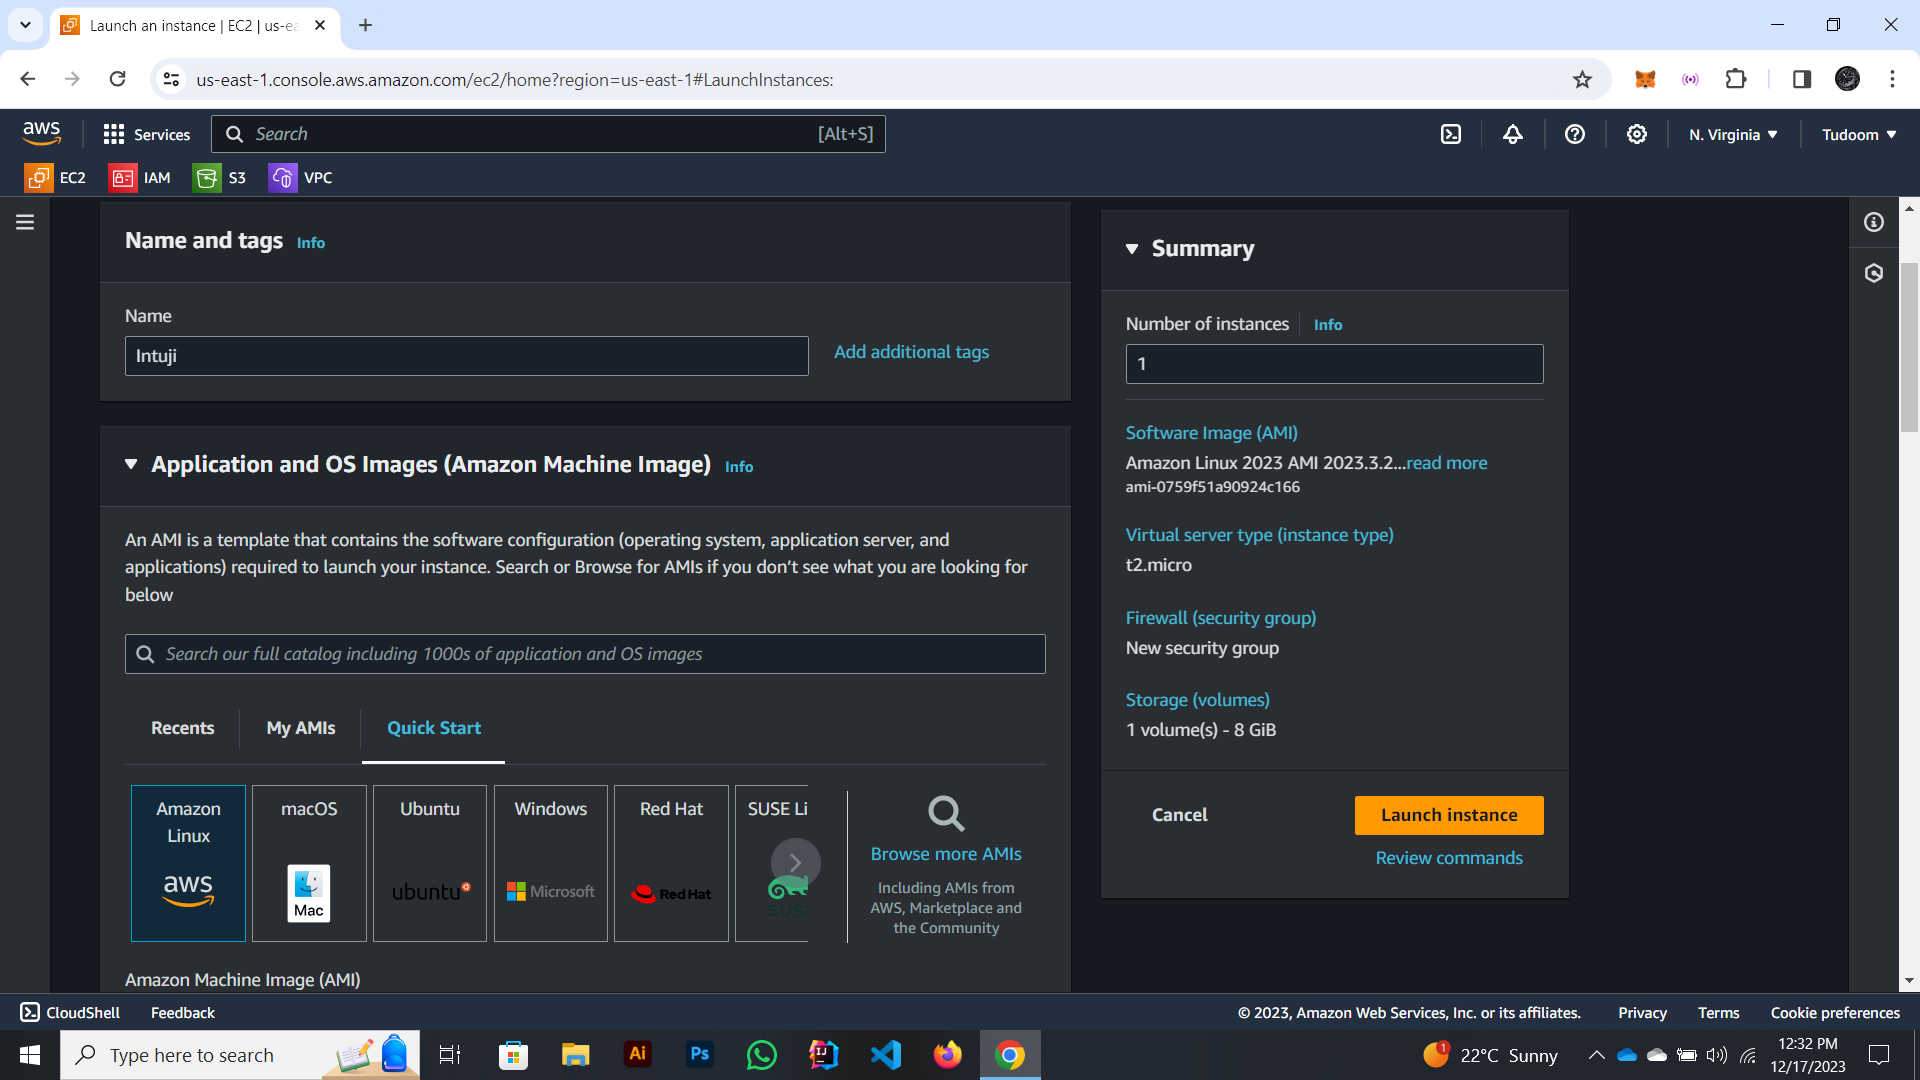 Launch an instance | EC2 | us-ea
us-east-1.console.aws.amazon.com/ec2/home?region=us-east-1#LaunchInstances:
aws
Services
Search
[Alt+S]
N. Virginia
Tudoom
EC2
IAM
S3
VPC
Name and tags Info
Name
Intuji
Add additional tags
Application and OS Images (Amazon Machine Image) Info
An AMI is a template that contains the software configuration (operating system, application server, and
applications) required to launch your instance. Search or Browse for AMIs if you don’t see what you are looking for
below
Search our full catalog including 1000s of application and OS images
Recents
My AMIs
Quick Start
Amazon
Linux
aws
macOS
Mac
Ubuntu
ubuntu
Windows
Microsoft
Red Hat
Red Hat
SUSE Li
SUSE
Browse more AMIs
Including AMIs from
AWS, Marketplace and
the Community
Amazon Machine Image (AMI)
Summary
Number of instances Info
1
Software Image (AMI)
Amazon Linux 2023 AMI 2023.3.2...read more
ami-0759f51a90924c166
Virtual server type (instance type)
t2.micro
Firewall (security group)
New security group
Storage (volumes)
1 volume(s) - 8 GiB
Cancel
Launch instance
Review commands
CloudShell
Feedback
© 2023, Amazon Web Services, Inc. or its affiliates.
Privacy
Terms
Cookie preferences
Type here to search
Ai
Ps
IJ
1
22°C Sunny
12:32 PM
12/17/2023